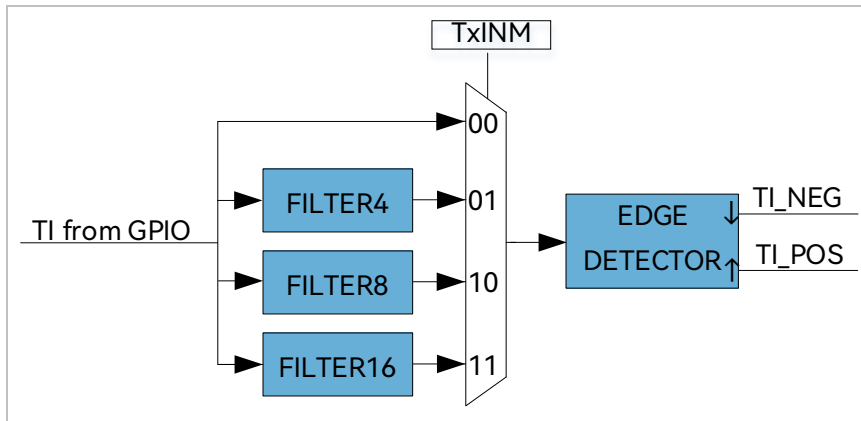 TxINM
00
FILTER4
01
TI from GPIO
EDGE ↓
TI_NEG
DETECTOR ↑
TI_POS
FILTER8
10
FILTER16
11